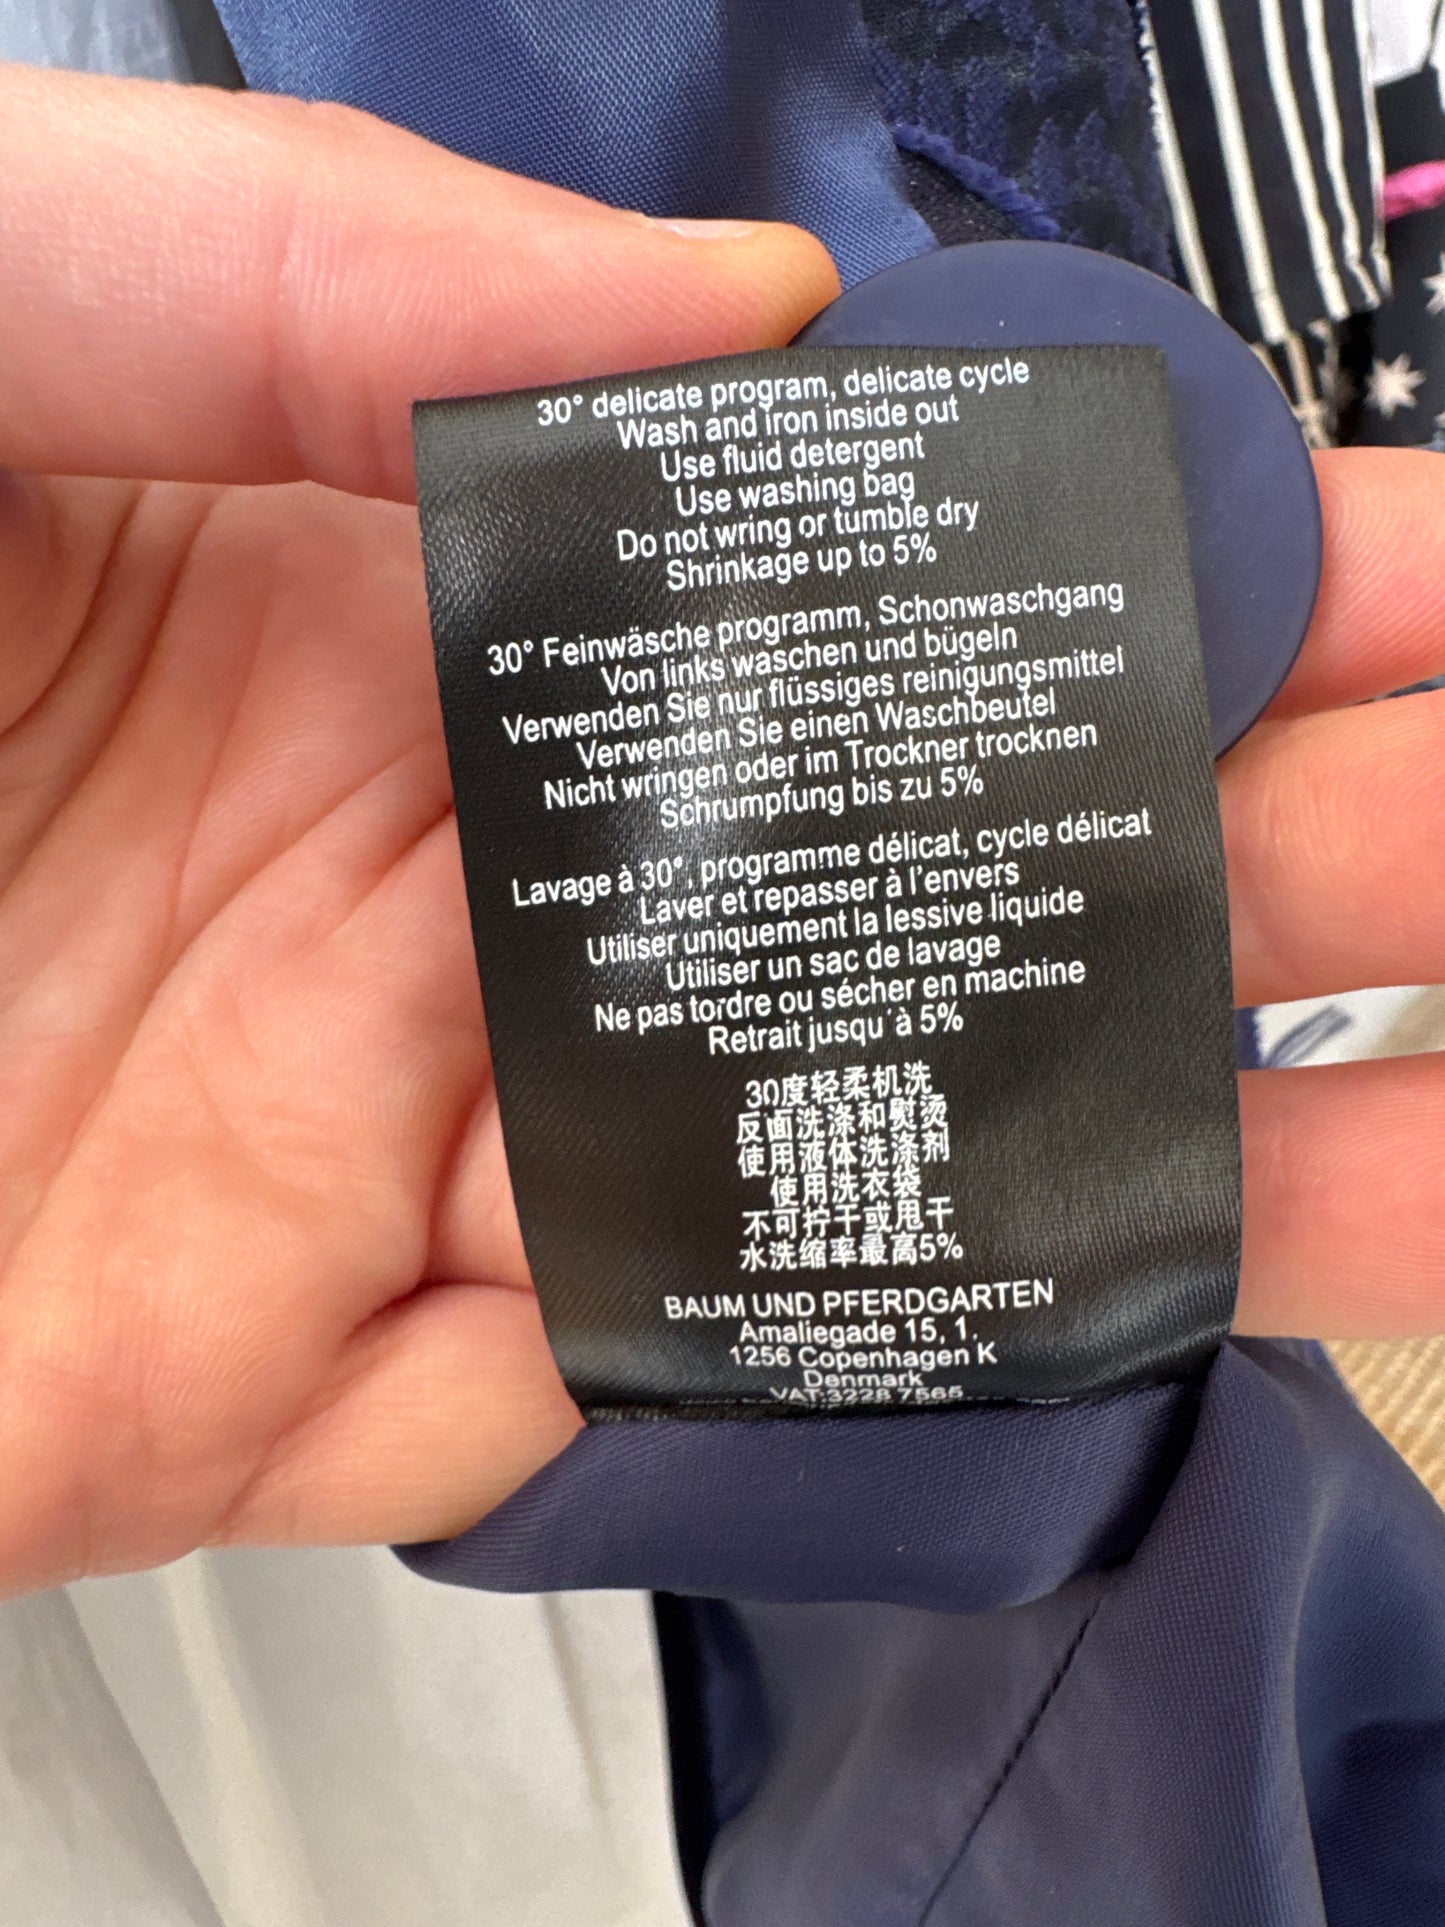 30° delicate program, delicate cycle
Wash and iron inside out
Use fluid detergent
Use washing bag
Do not wring or tumble dry
Shrinkage up to 5%
30° Feinwäsche programm, Schonwaschgang
Von links waschen und bügeln
Verwenden Sie nur flüssiges reinigungsmittel
Verwenden Sie einen Waschbeutel
Nicht wringen oder im Trockner trocknen
Schrumpfung bis zu 5%
Lavage à 30°, programme délicat, cycle délicat
Laver et repasser à l'envers
Utiliser uniquement la lessive liquide
Utiliser un sac de lavage
Ne pas tordre ou sécher en machine
Retrait jusqu'à 5%
30度轻柔机洗
反面洗涤和熨烫
使用液体洗涤剂
使用洗衣袋
不可拧干或甩干
水洗缩率最高5%
BAUM UND PFERDGARTEN
Amaliegade 15, 1.
1256 Copenhagen K
Denmark
VAT:3228 7565